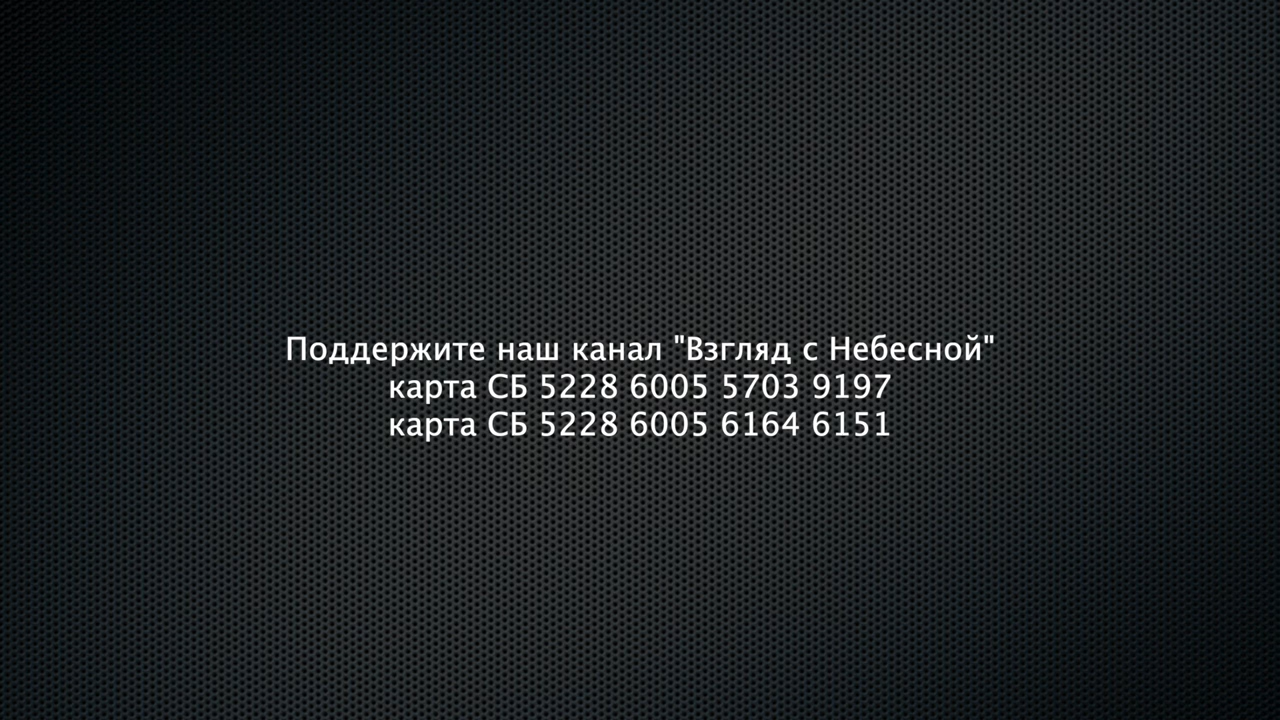 Поддержите наш канал "Взгляд с Небесной"
карта СБ 5228 6005 5703 9197
карта СБ 5228 6005 6164 6151